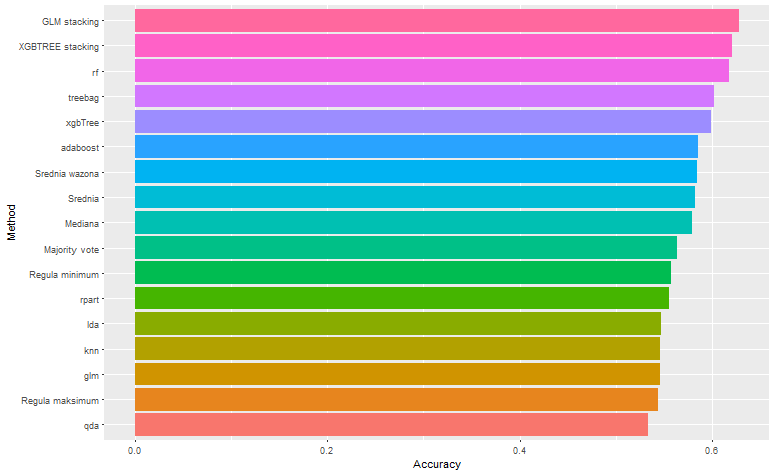 GLM stacking
XGBTREE stacking
rf
treebag
xgbTree
adaboost
Srednia wazona
Srednia
Mediana
Majority vote
Regula minimum
rpart
lda
knn
glm
Regula maksimum
qda
Method
0.0 0.2 0.4 0.6
Accuracy